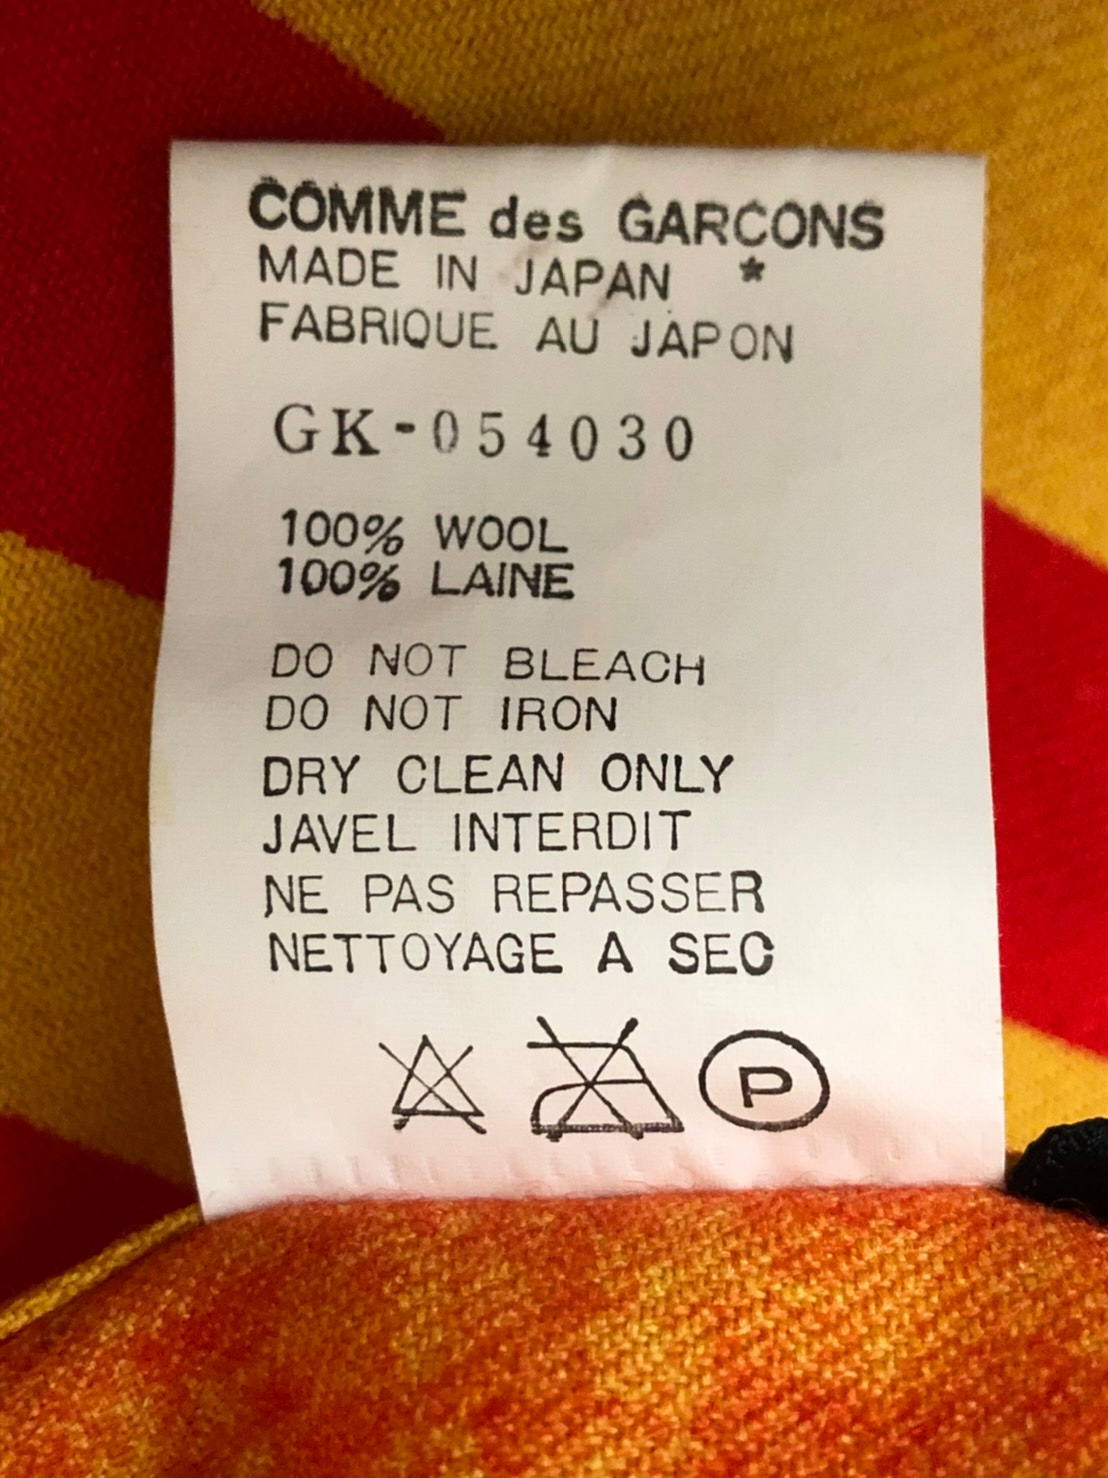 COMME des GARCONS
MADE IN JAPAN *
FABRIQUE AU JAPON
GK-054030
100% WOOL
100% LAINE
DO NOT BLEACH
DO NOT IRON
DRY CLEAN ONLY
JAVEL INTERDIT
NE PAS REPASSER
NETTOYAGE A SEC
P